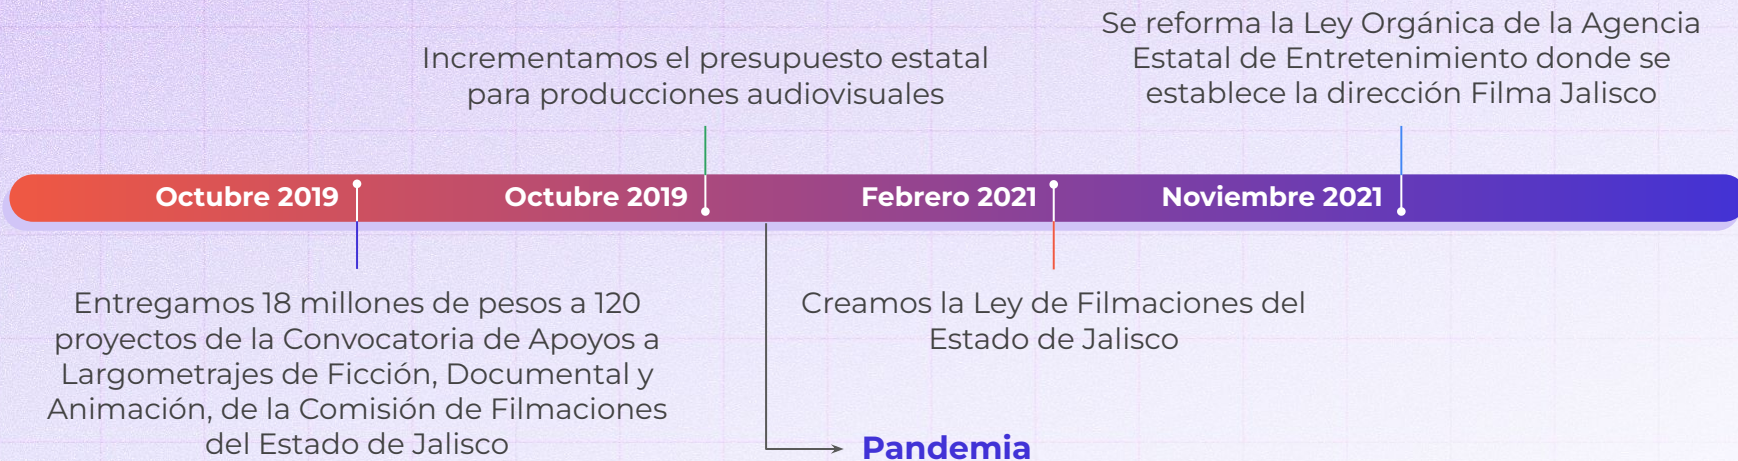 Se reforma la Ley Orgánica de la Agencia
Estatal de Entretenimiento donde se
establece la dirección Filma Jalisco
Incrementamos el presupuesto estatal
para producciones audiovisuales
Octubre 2019
Octubre 2019
Febrero 2021
Noviembre 2021
Entregamos 18 millones de pesos a 120
proyectos de la Convocatoria de Apoyos a
Largometrajes de Ficción, Documental y
Animación, de la Comisión de Filmaciones
del Estado de Jalisco
Creamos la Ley de Filmaciones del
Estado de Jalisco
Pandemia